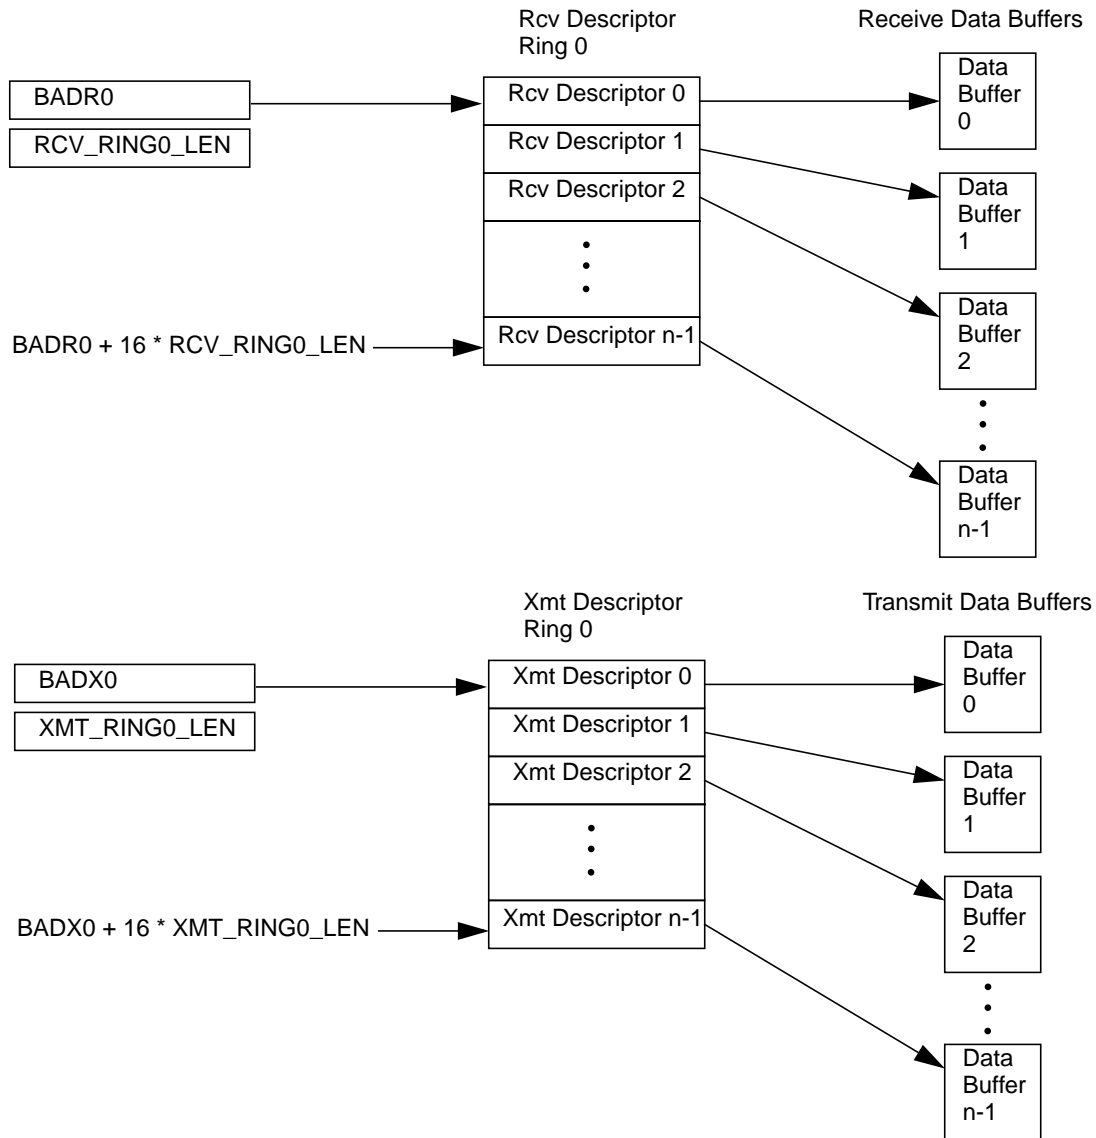 Rcv Descriptor
Ring 0
Receive Data Buffers
BADR0
RCV_RING0_LEN
Rcv Descriptor 0
Rcv Descriptor 1
Rcv Descriptor 2
BADR0 + 16 * RCV_RING0_LEN
Rcv Descriptor n-1
Data
Buffer
0
Data
Buffer
1
Data
Buffer
2
Data
Buffer
n-1
Xmt Descriptor
Ring 0
Transmit Data Buffers
BADX0
XMT_RING0_LEN
Xmt Descriptor 0
Xmt Descriptor 1
Xmt Descriptor 2
BADX0 + 16 * XMT_RING0_LEN
Xmt Descriptor n-1
Data
Buffer
0
Data
Buffer
1
Data
Buffer
2
Data
Buffer
n-1